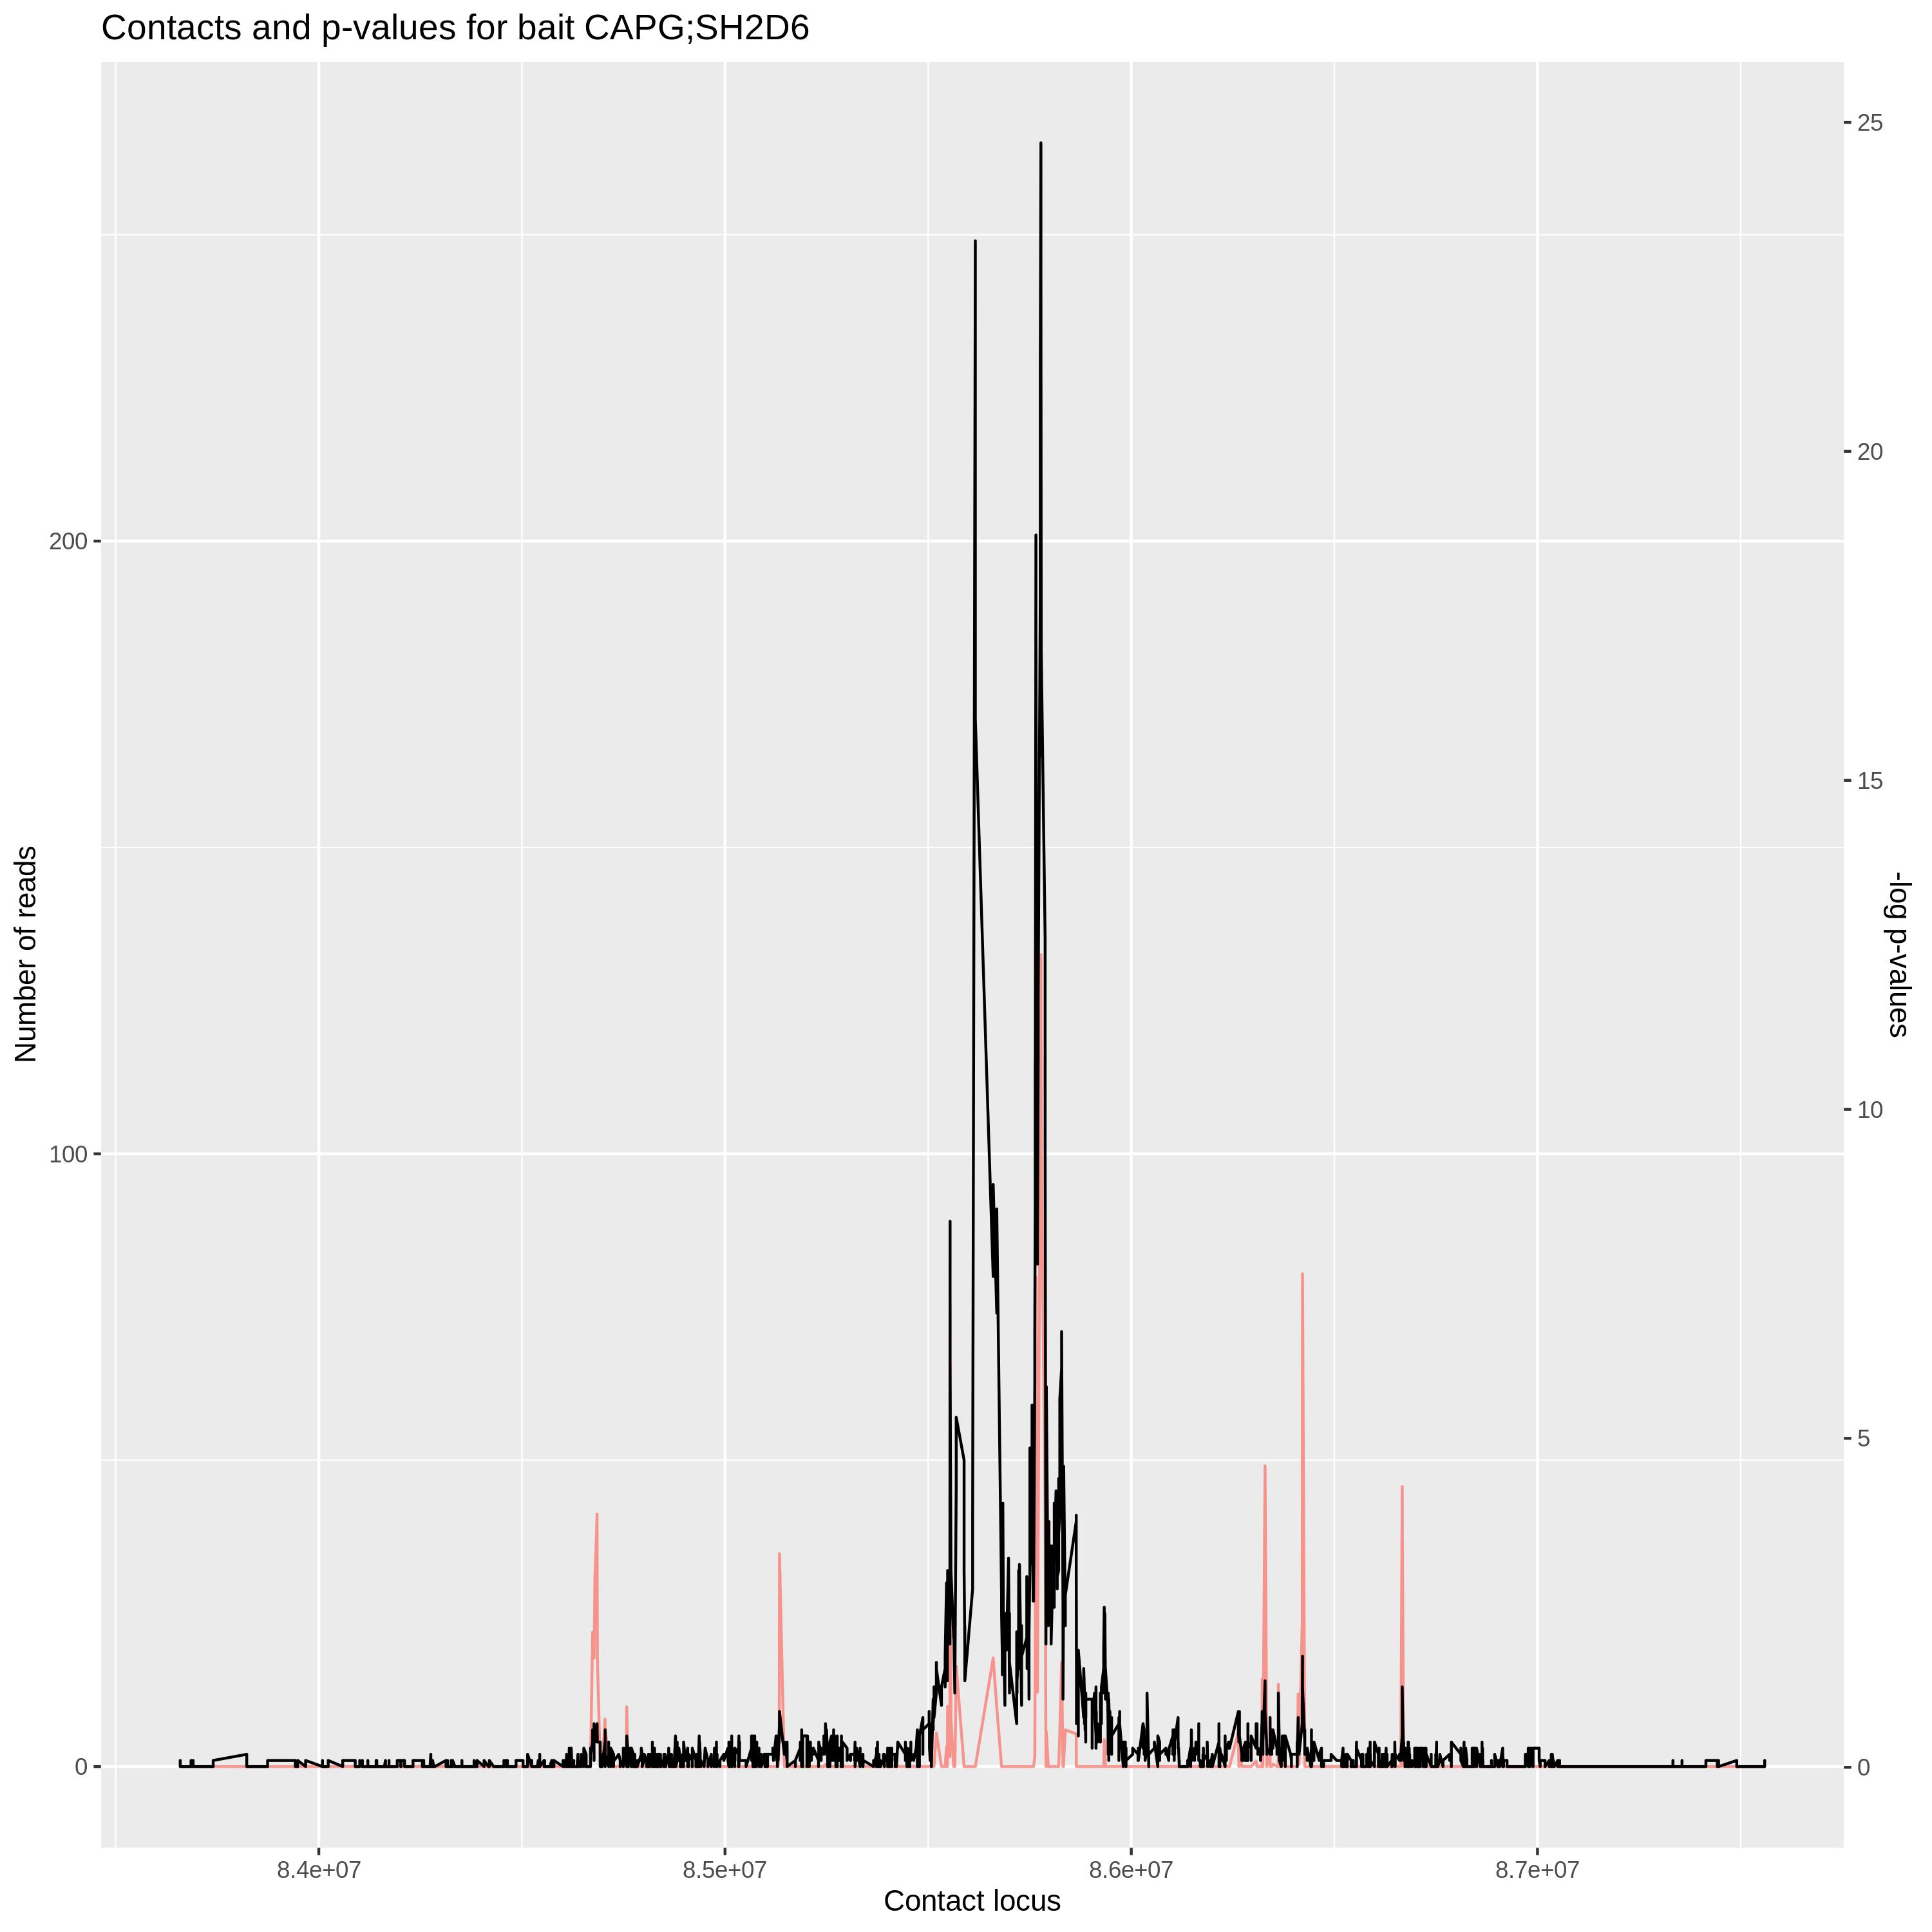 Contacts and p-values for bait CAPG;SH2D6
Number of reads
200
100
0
25
20
15
10
5
0
-log p-values
8.4e+07
8.5e+07
8.6e+07
8.7e+07
Contact locus